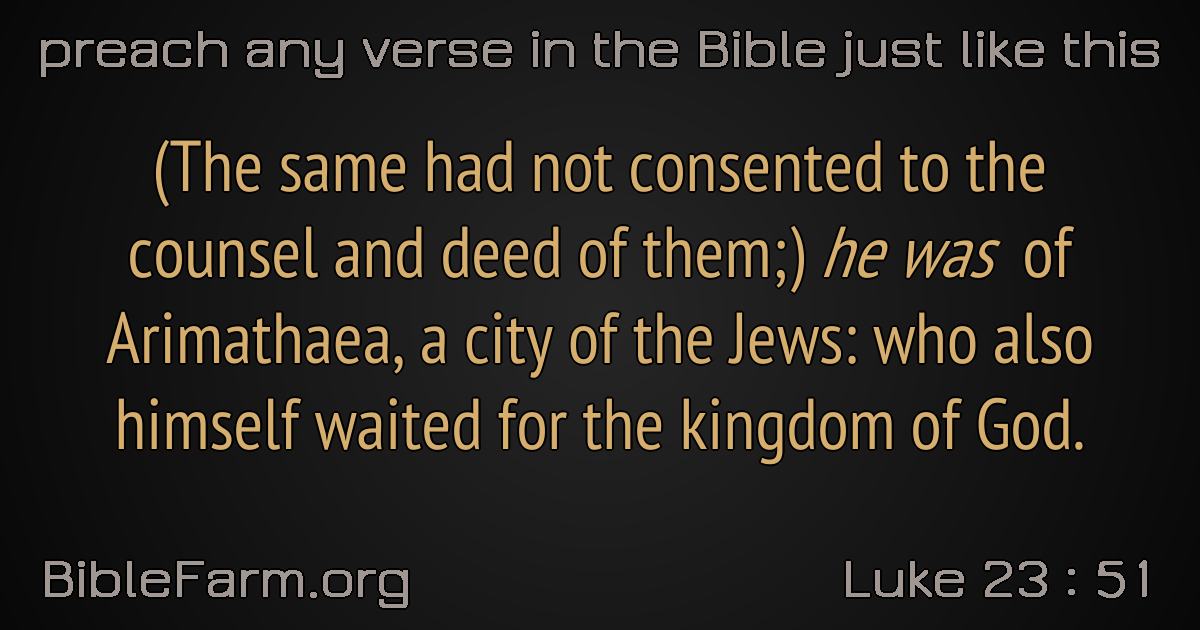 preach any verse in the Bible just like this
(The same had not consented to the
counsel and deed of them;) he was of
Arimathaea, a city of the Jews: who also
himself waited for the kingdom of God.
BibleFarm.org
Luke 23 : 51